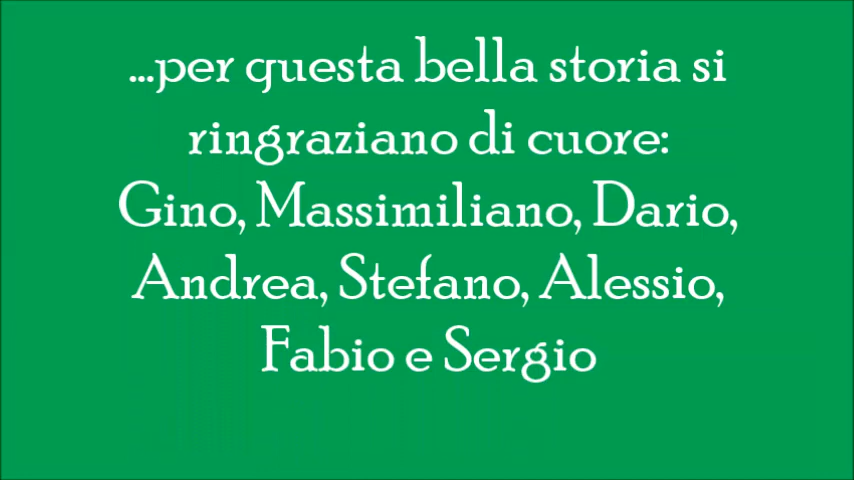 ...per questa bella storia si
ringraziano di cuore:
Gino, Massimiliano, Dario,
Andrea, Stefano, Alessio,
Fabio e Sergio